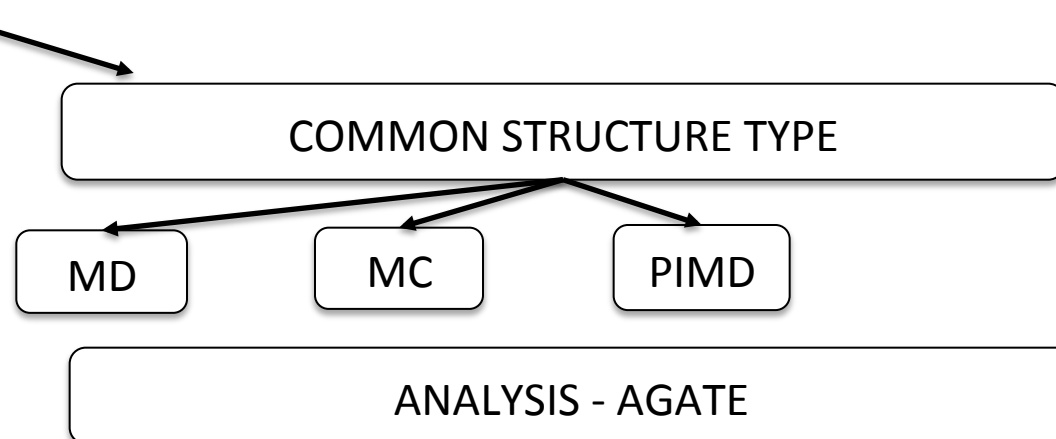 COMMON STRUCTURE TYPE
MD
MC
PIMD
ANALYSIS - AGATE